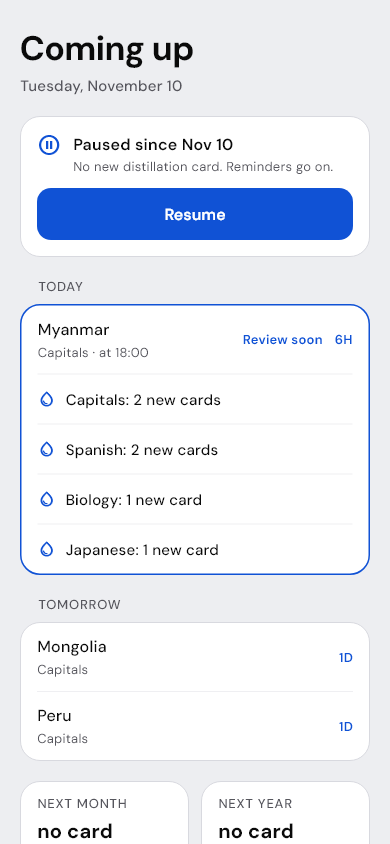 Coming up
Tuesday, November 10
Paused since Nov 10
No new distillation card. Reminders go on.
Resume
TODAY
Myanmar
Capitals · at 18:00
Review soon 6H
Capitals: 2 new cards
Spanish: 2 new cards
Biology: 1 new card
Japanese: 1 new card
TOMORROW
Mongolia
Capitals
1D
Peru
Capitals
1D
NEXT MONTH
no card
NEXT YEAR
no card